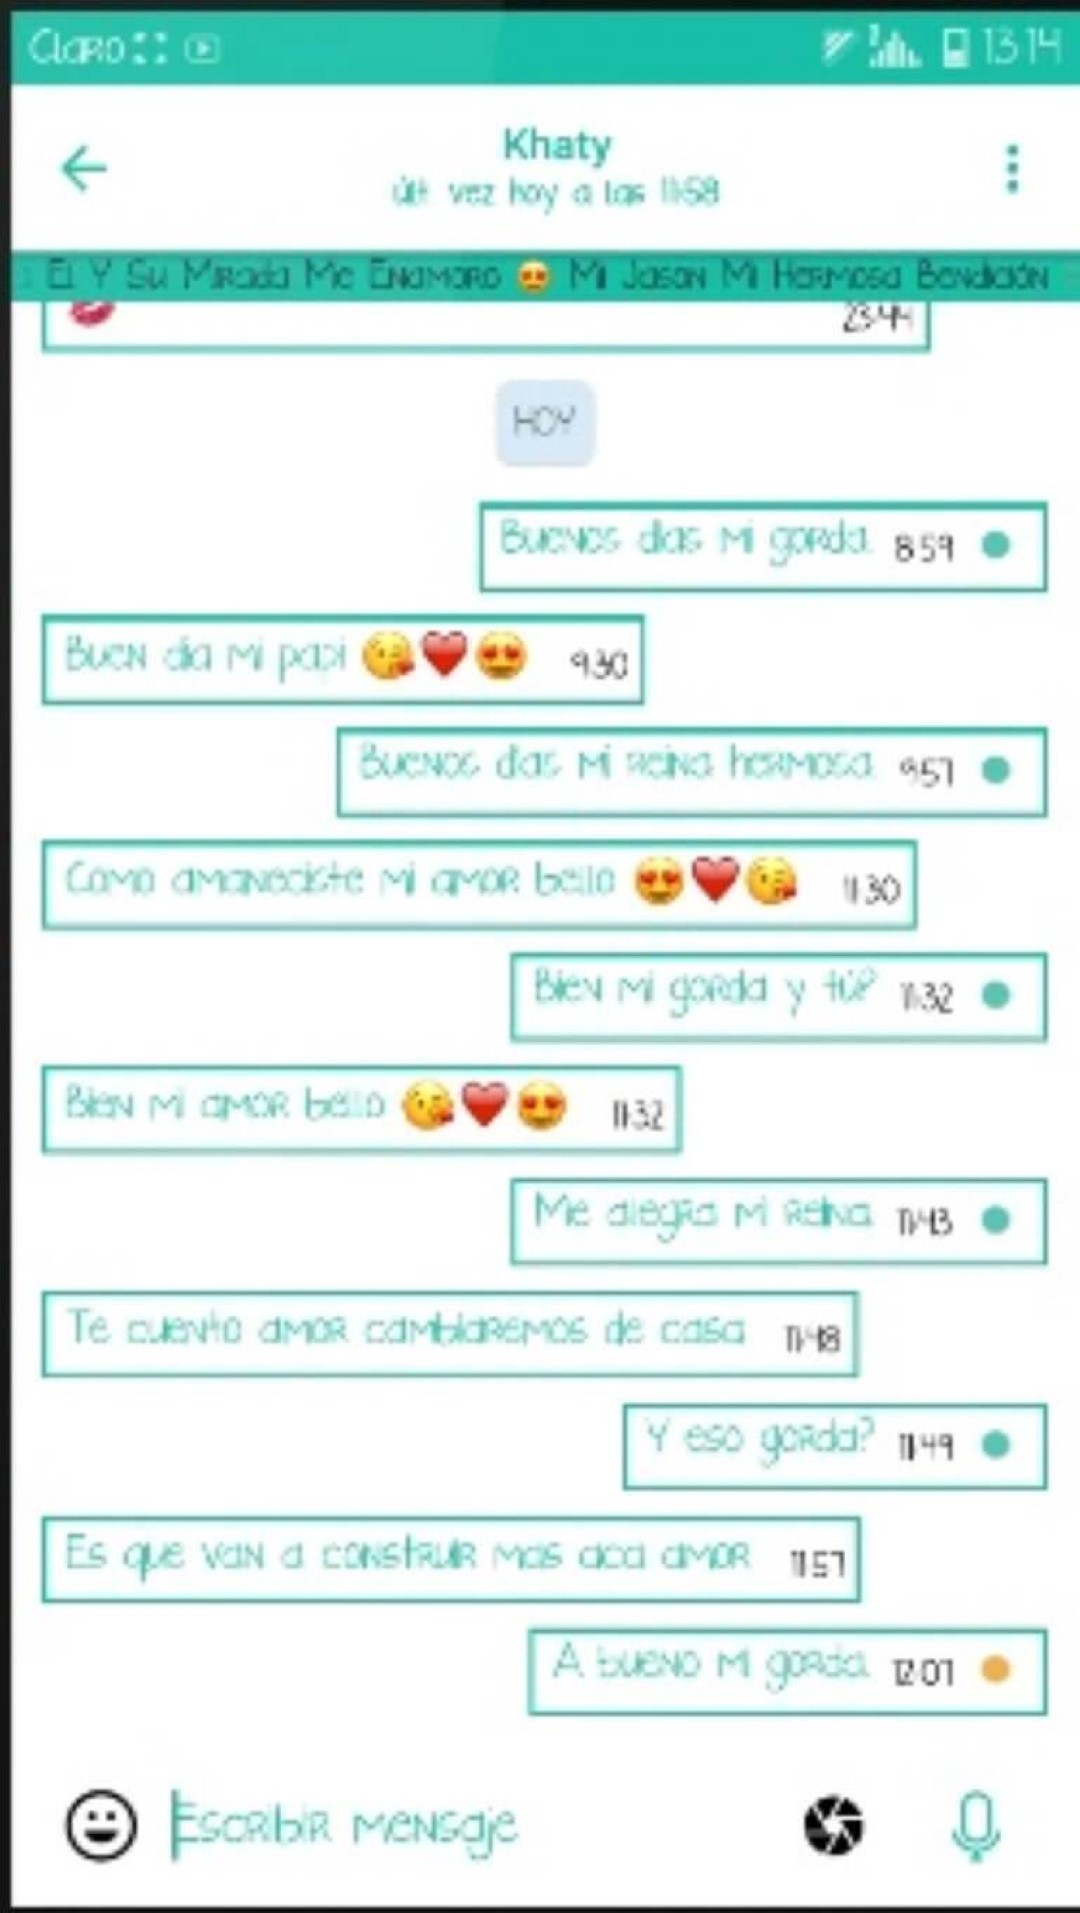 Claro 13:14
Khaty
últ. vez hoy a las 11:58
El Y Su Mirada Me Enamoro 😍 Mi Jason Mi Hermosa Bendición
💋 23:44
HOY
Buenos días mi gorda. 8:59
Buen día mi papi 😘❤️😍 9:30
Buenos días mi reina hermosa. 9:57
Como amaneciste mi amor bello 😍❤️😘 11:30
Bien mi gorda y tú? 11:32
Bien mi amor bello 😘❤️😍 11:32
Me alegra mi reina. 11:43
Te cuento amor cambiaremos de casa 11:48
Y eso gorda? 11:49
Es que van a construir mas aca amor 11:57
A bueno mi gorda. 12:07
Escribir mensaje